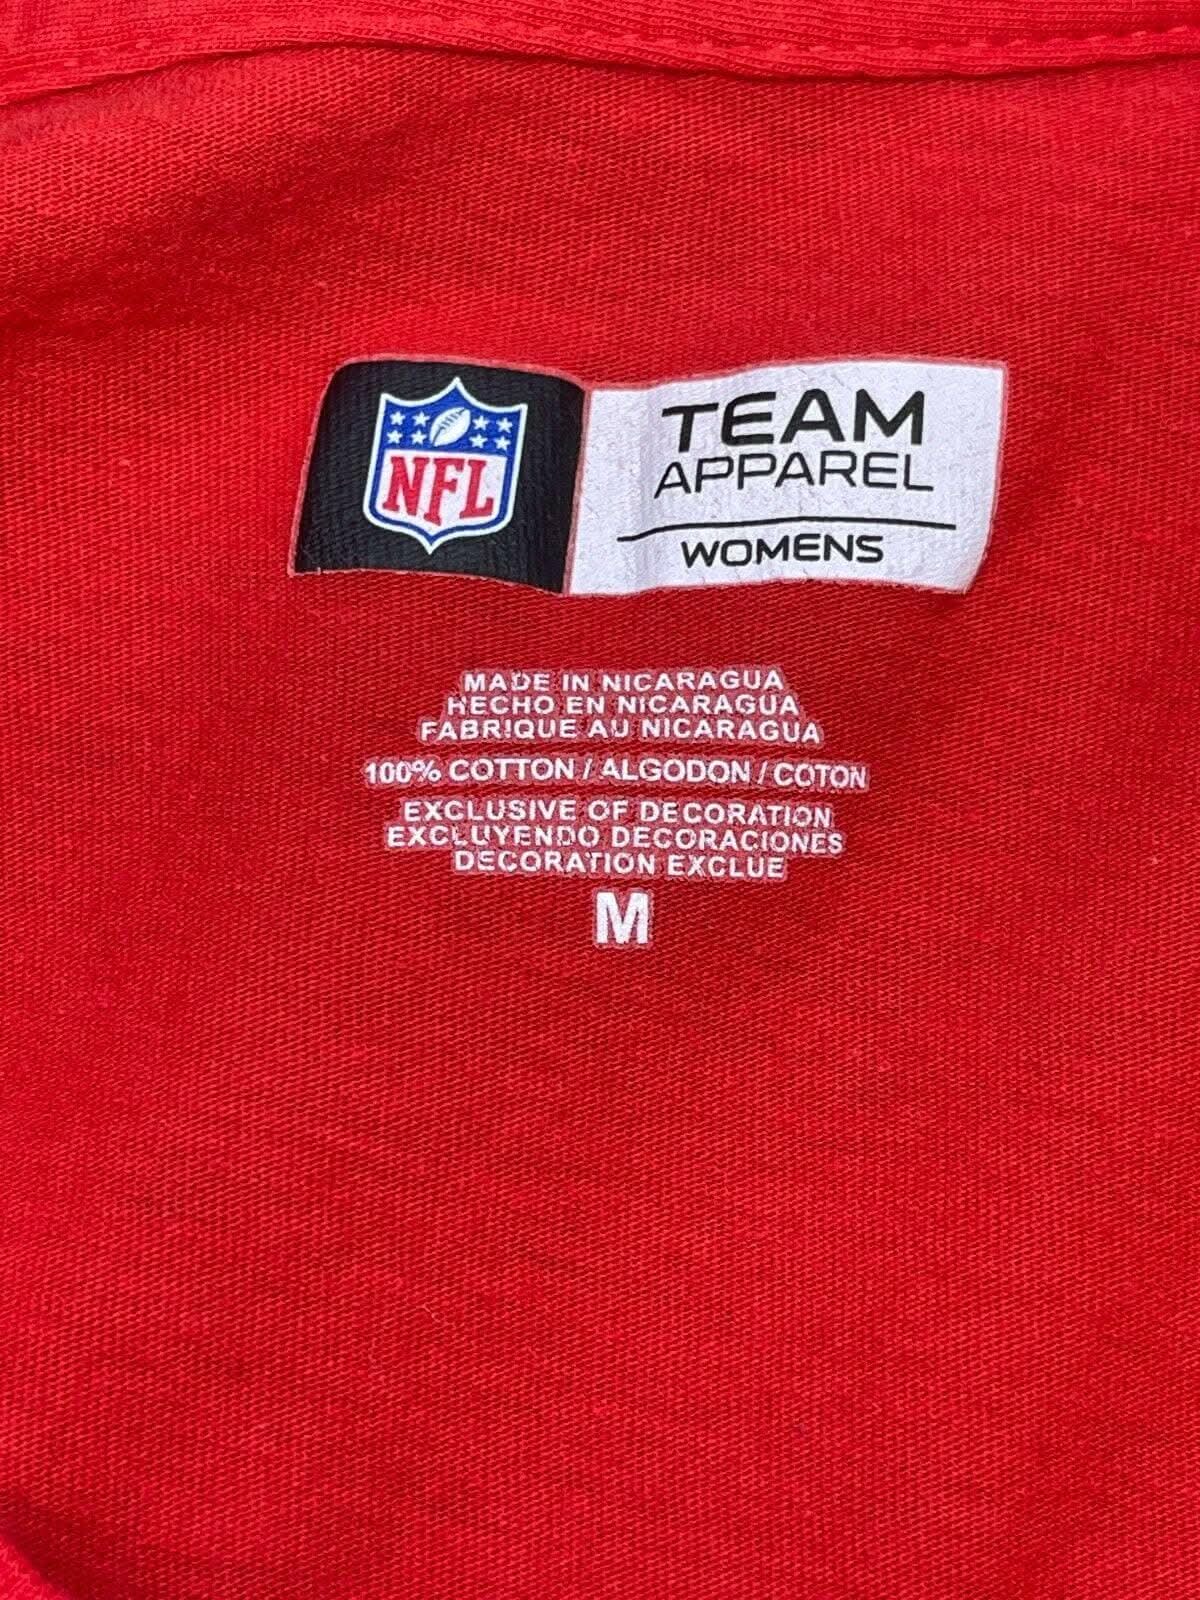 NFL
TEAM
APPAREL
WOMENS
MADE IN NICARAGUA
HECHO EN NICARAGUA
FABRIQUE AU NICARAGUA
100% COTTON / ALGODON / COTON
EXCLUSIVE OF DECORATION
EXCLUYENDO DECORACIONES
DECORATION EXCLUE
M